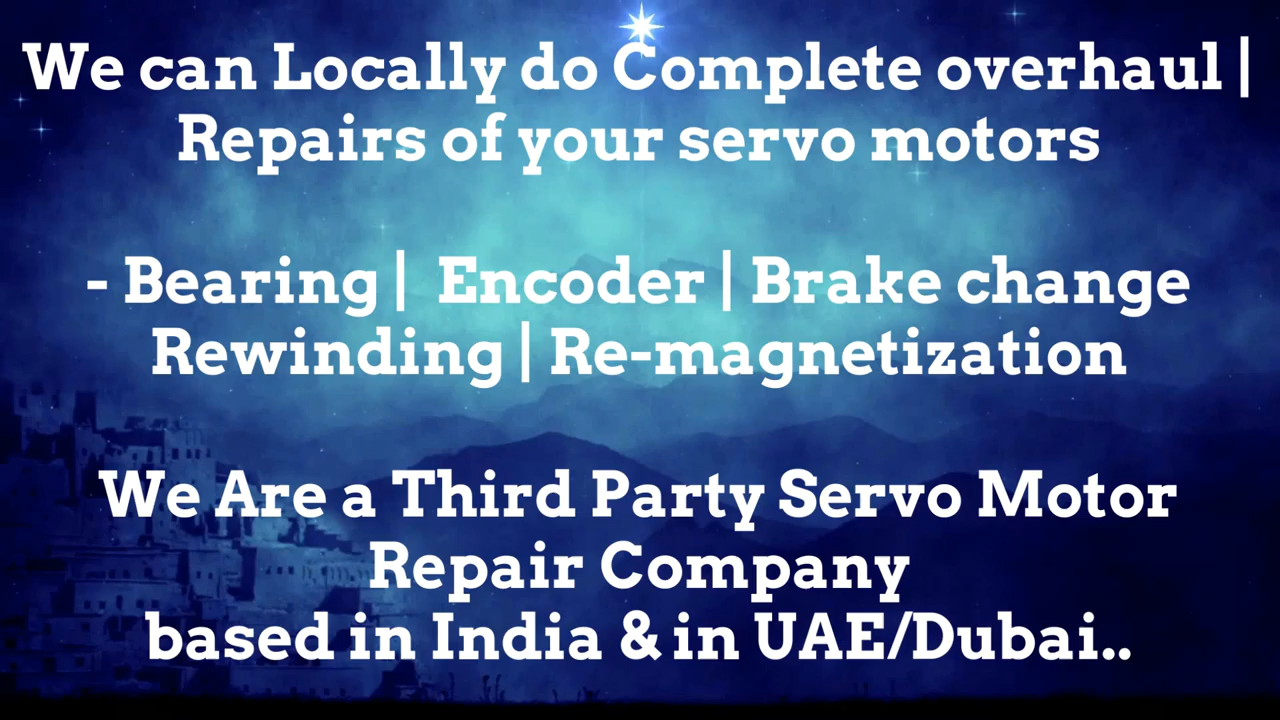 We can Locally do Complete overhaul |
Repairs of your servo motors
- Bearing | Encoder | Brake change
Rewinding | Re-magnetization
We Are a Third Party Servo Motor
Repair Company
based in India & in UAE/Dubai..